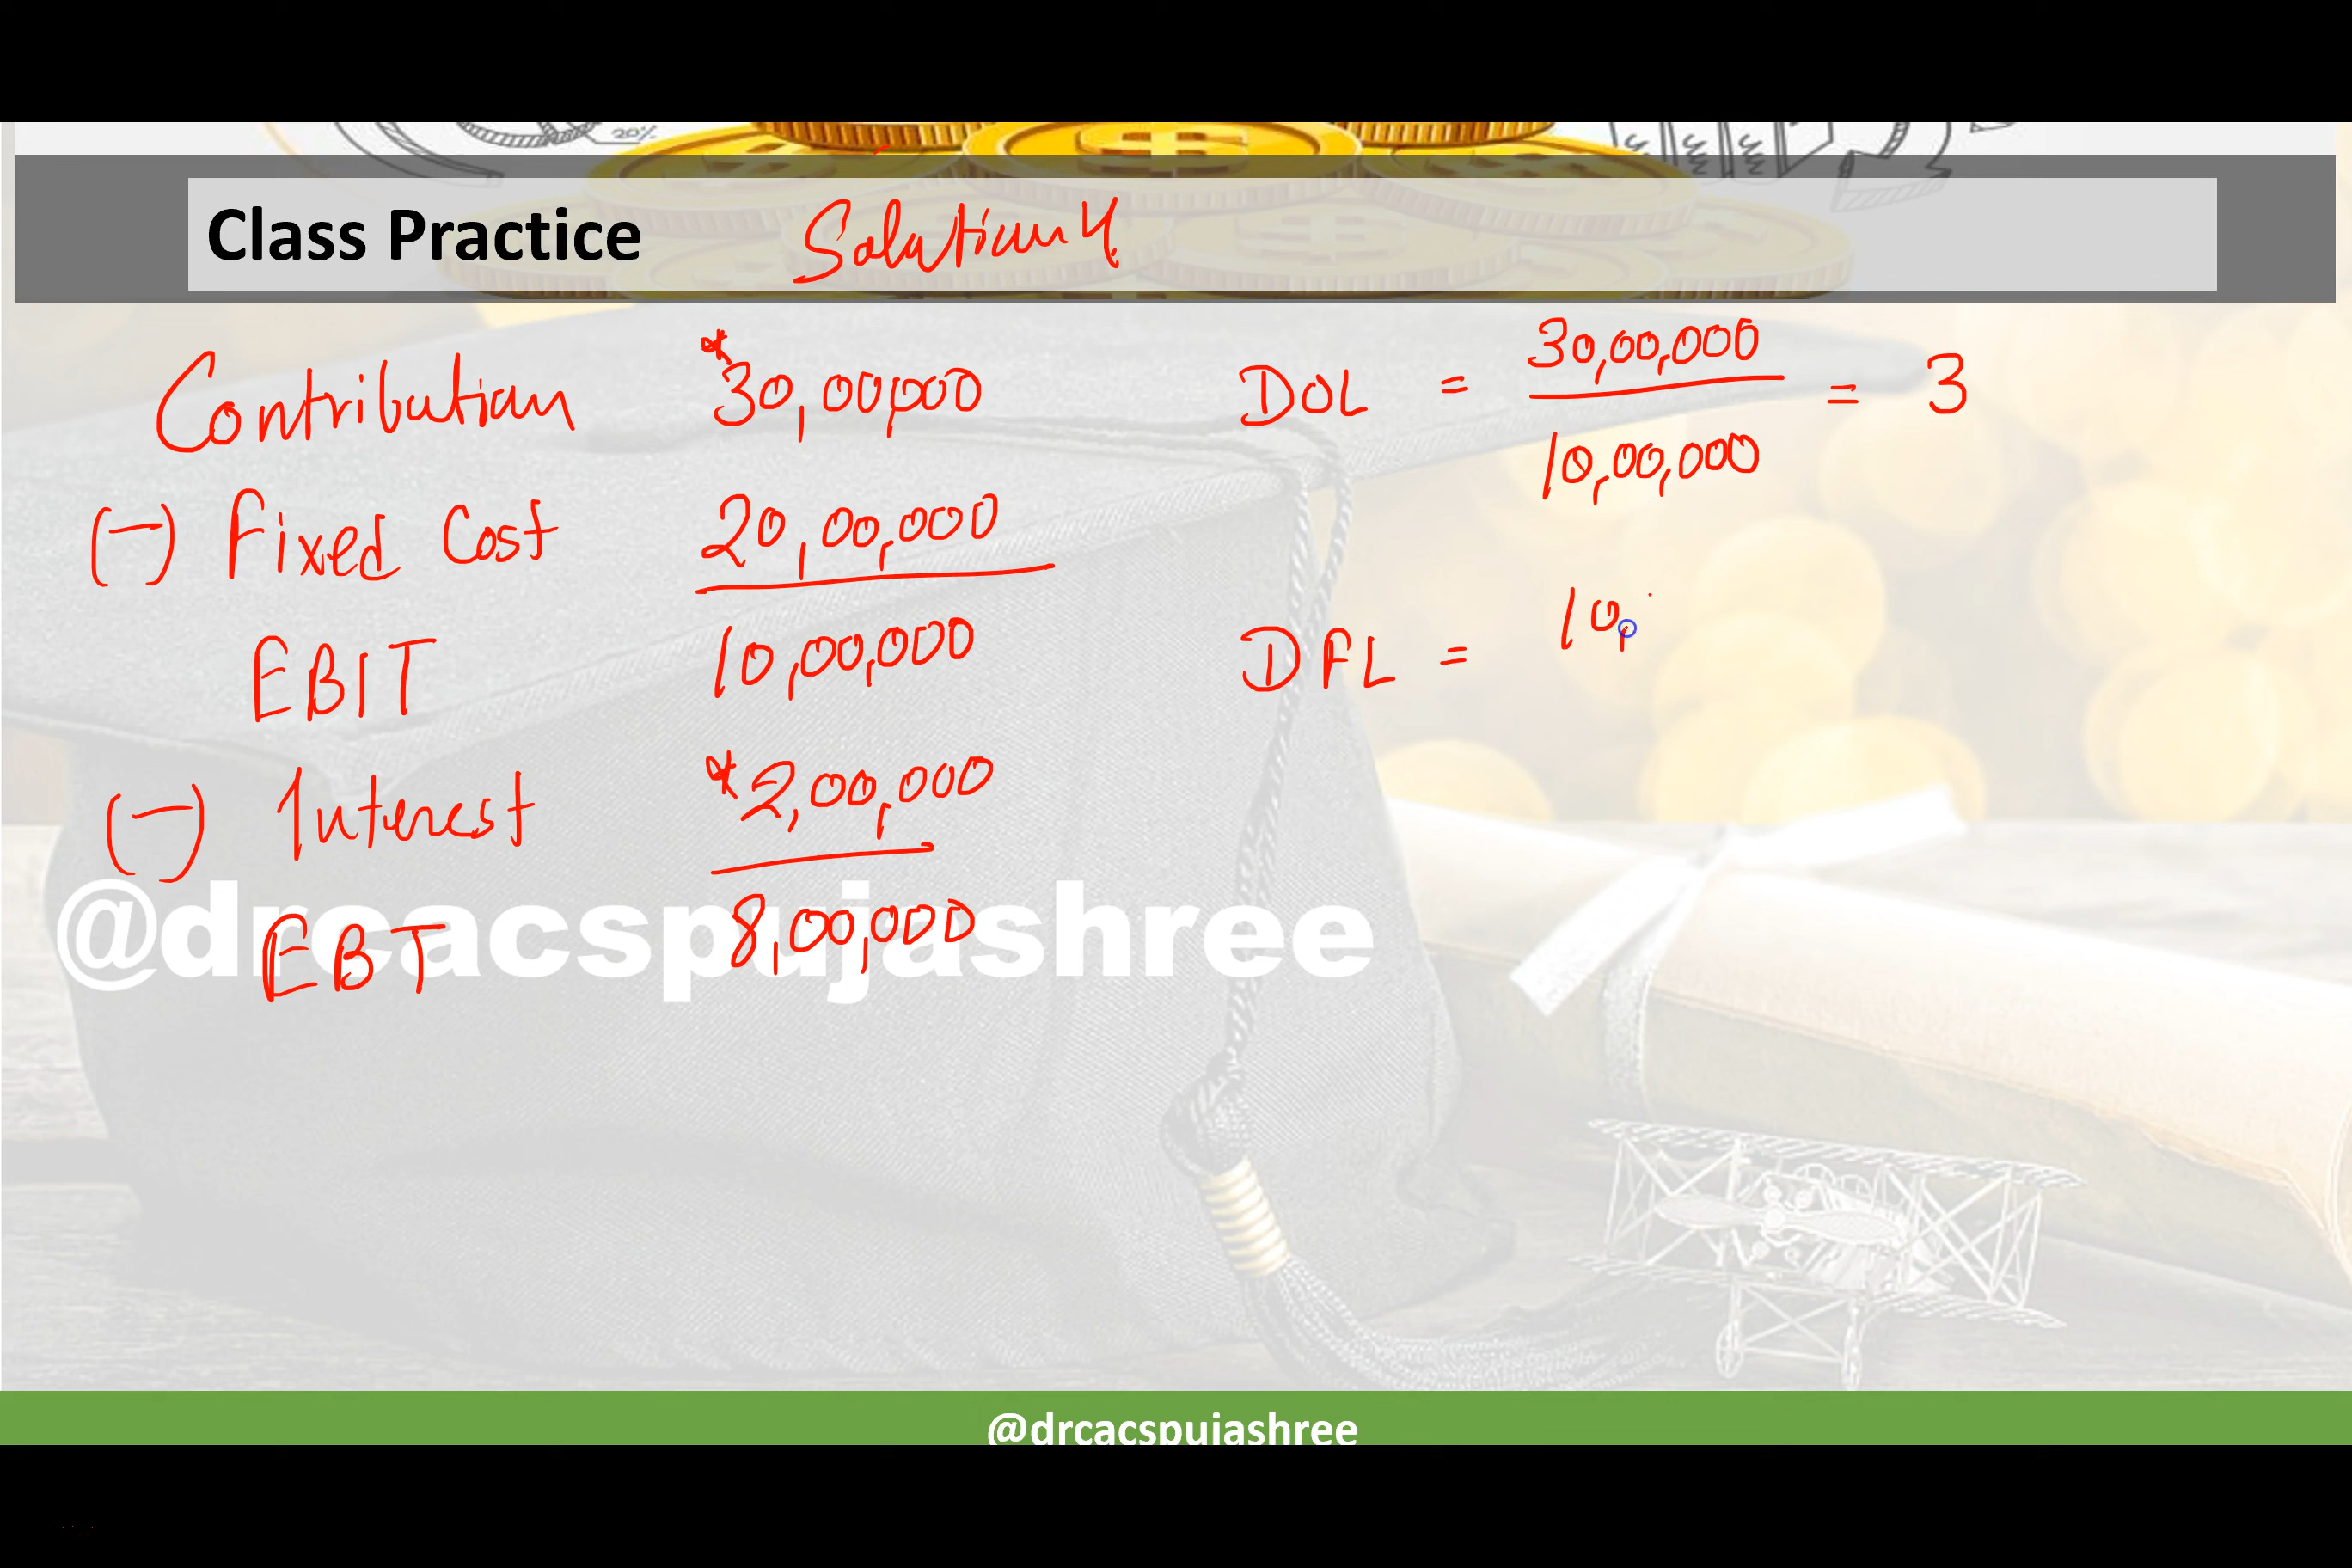 20%
Class Practice Solution 4
Contribution *30,00,000
(-) Fixed Cost 20,00,000
EBIT 10,00,000
(-) Interest *2,00,000
EBT 8,00,000
DOL = 30,00,000 / 10,00,000 = 3
DFL = 10,
@drcacspujashree
@drcacspujashree